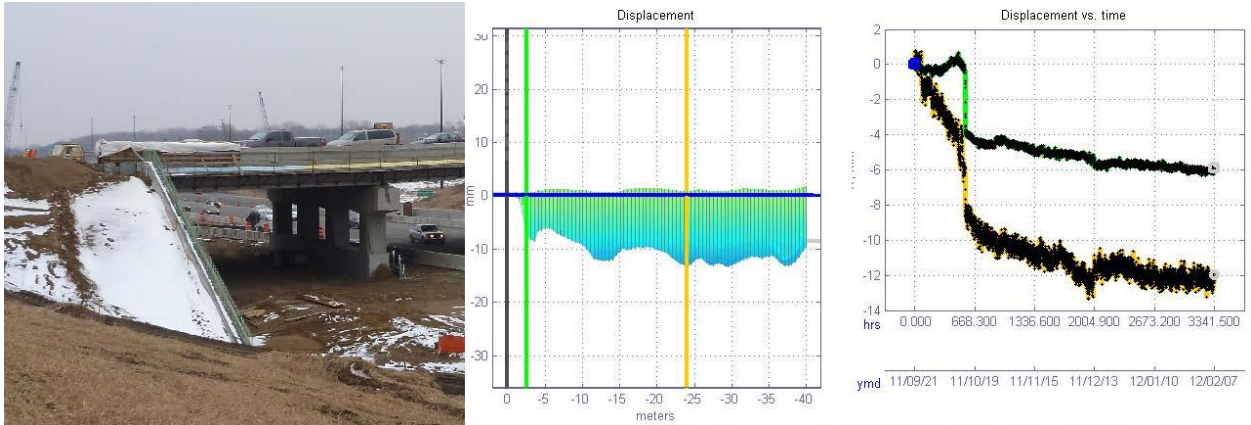 Displacement
30
20
10
0
-10
-20
-30
mm
0 -5 -10 -15 -20 -25 -30 -35 -40
meters
Displacement vs. time
2
0
-2
-4
-6
-8
-10
-12
-14
hrs 0.000 668.300 1336.600 2004.900 2673.200 3341.500
ymd 11/09/21 11/10/19 11/11/15 11/12/13 12/01/10 12/02/07